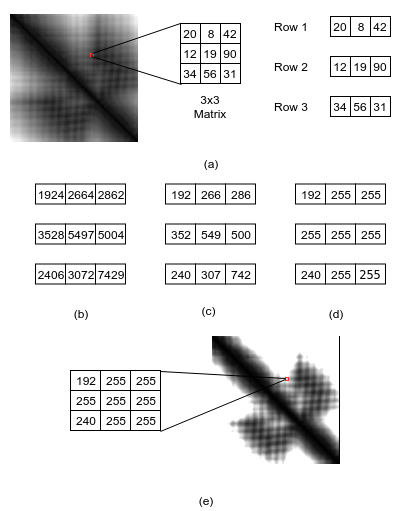 20 8 42
12 19 90
34 56 31
3x3
Matrix
Row 1 20 8 42
Row 2 12 19 90
Row 3 34 56 31
(a)
1924 2664 2862
3528 5497 5004
2406 3072 7429
(b)
192 266 286
352 549 500
240 307 742
(c)
192 255 255
255 255 255
240 255 255
(d)
192 255 255
255 255 255
240 255 255
(e)